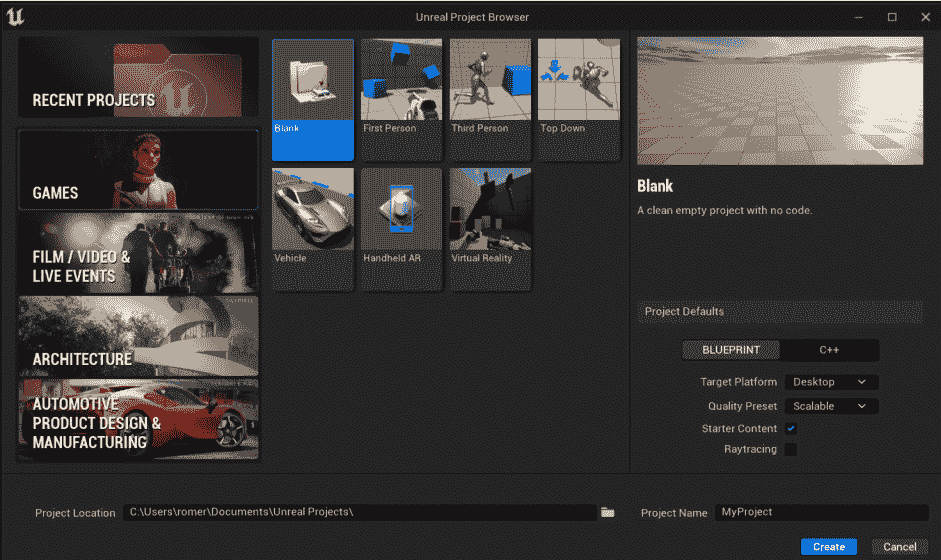 Unreal Project Browser
RECENT PROJECTS
GAMES
FILM / VIDEO &
LIVE EVENTS
ARCHITECTURE
AUTOMOTIVE
PRODUCT DESIGN &
MANUFACTURING
Blank
First Person
Third Person
Top Down
Vehicle
Handheld AR
Virtual Reality
Blank
A clean empty project with no code.
Project Defaults
BLUEPRINT
C++
Target Platform
Desktop
Quality Preset
Scalable
Starter Content
Raytracing
Project Location
C:\Users\romer\Documents\Unreal Projects\
Project Name
MyProject
Create
Cancel